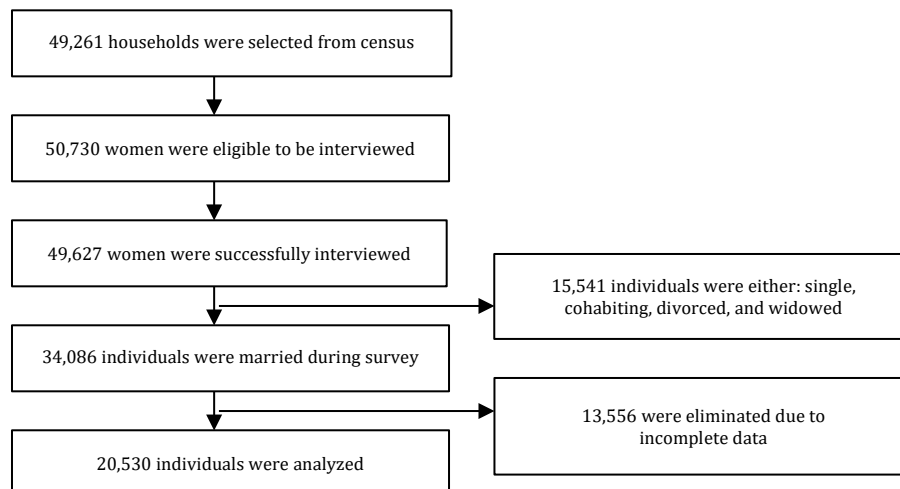 49,261 households were selected from census
50,730 women were eligible to be interviewed
49,627 women were successfully interviewed
15,541 individuals were either: single,
cohabiting, divorced, and widowed
34,086 individuals were married during survey
13,556 were eliminated due to
incomplete data
20,530 individuals were analyzed